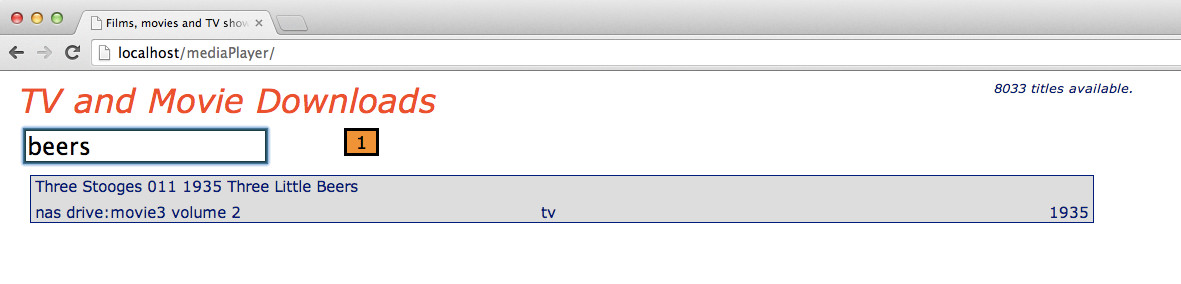 Films, movies and TV show
localhost/mediaPlayer/
TV and Movie Downloads
8033 titles available.
beers
1
Three Stooges 011 1935 Three Little Beers
nas drive:movie3 volume 2 tv 1935